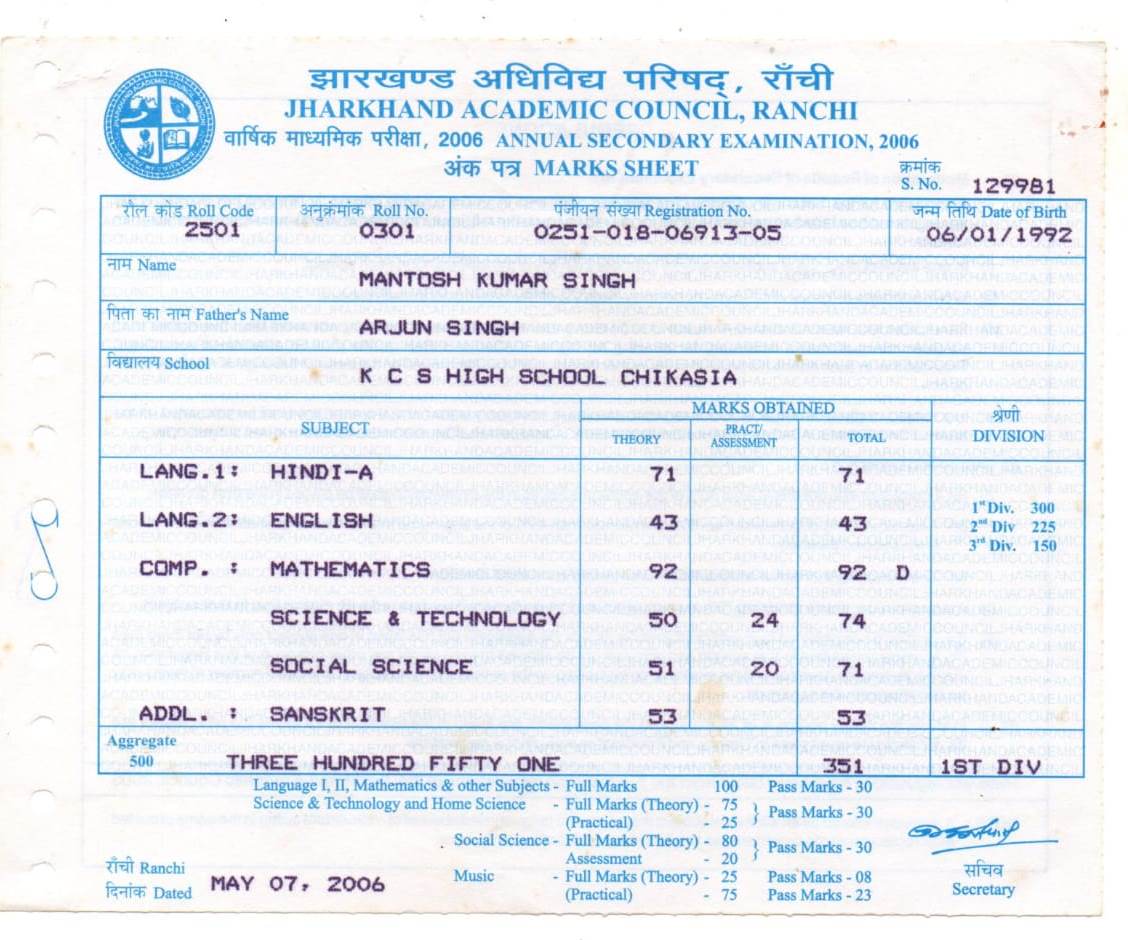 झारखण्ड अधिविद्य परिषद्, राँची
JHARKHAND ACADEMIC COUNCIL, RANCHI
वार्षिक माध्यमिक परीक्षा, 2006 ANNUAL SECONDARY EXAMINATION, 2006
अंक पत्र MARKS SHEET
क्रमांक
S. No. 129981
रौल कोड Roll Code अनुक्रमांक Roll No. पंजीयन संख्या Registration No. जन्म तिथि Date of Birth
2501 0301 0251-018-06913-05 06/01/1992
नाम Name
MANTOSH KUMAR SINGH
पिता का नाम Father's Name
ARJUN SINGH
विद्यालय School
J K C S HIGH SCHOOL CHIKASIA
SUBJECT MARKS OBTAINED श्रेणी
THEORY PRACT/ ASSESSMENT TOTAL DIVISION
LANG.1: HINDI-A 71 71
LANG.2: ENGLISH 43 43
COMP. : MATHEMATICS 92 92 D
SCIENCE & TECHNOLOGY 50 24 74
SOCIAL SCIENCE 51 20 71
ADDL. : SANSKRIT 53 53
1st Div. 300
2nd Div 225
3rd Div. 150
Aggregate
500 THREE HUNDRED FIFTY ONE 351 1ST DIV
Language I, II, Mathematics & other Subjects - Full Marks 100 Pass Marks - 30
Science & Technology and Home Science - Full Marks (Theory) - 75
(Practical) - 25 } Pass Marks - 30
Social Science - Full Marks (Theory) - 80
Assessment - 20 } Pass Marks - 30
Music - Full Marks (Theory) - 25 Pass Marks - 08
(Practical) - 75 Pass Marks - 23
राँची Ranchi
दिनांक Dated MAY 07, 2006
सचिव
Secretary